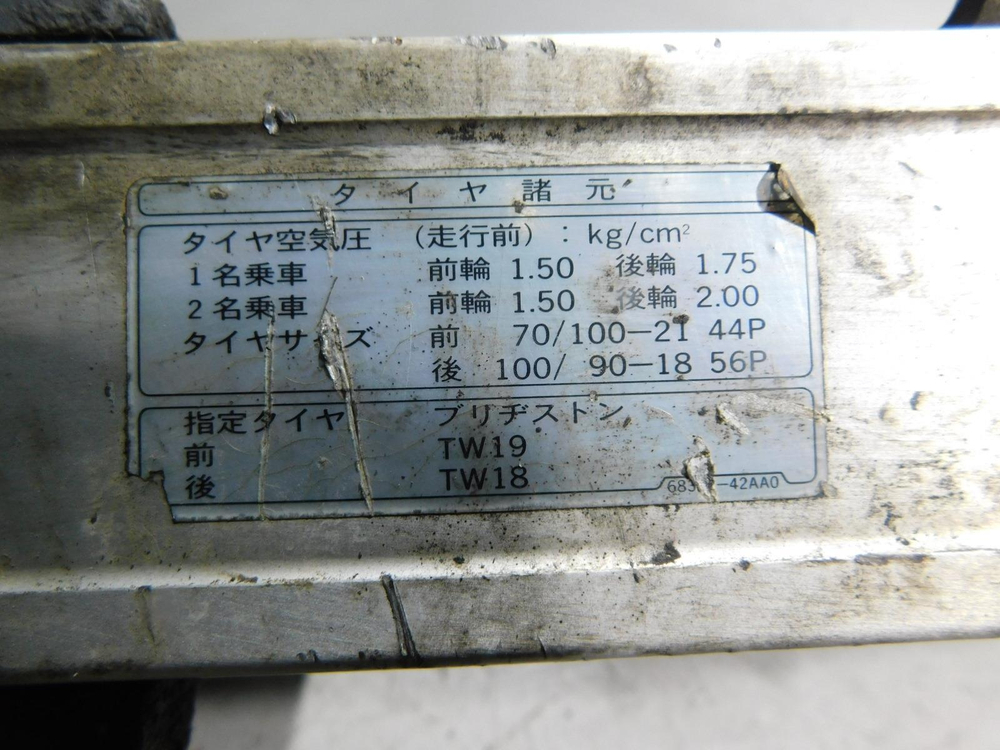 タイヤ諸元
タイヤ空気圧 (走行前) : kg/cm²
1名乗車 前輪 1.50 後輪 1.75
2名乗車 前輪 1.50 後輪 2.00
タイヤサイズ 前 70/100-21 44P
後 100/ 90-18 56P
指定タイヤ ブリヂストン
前 TW19
後 TW18
-42AA0